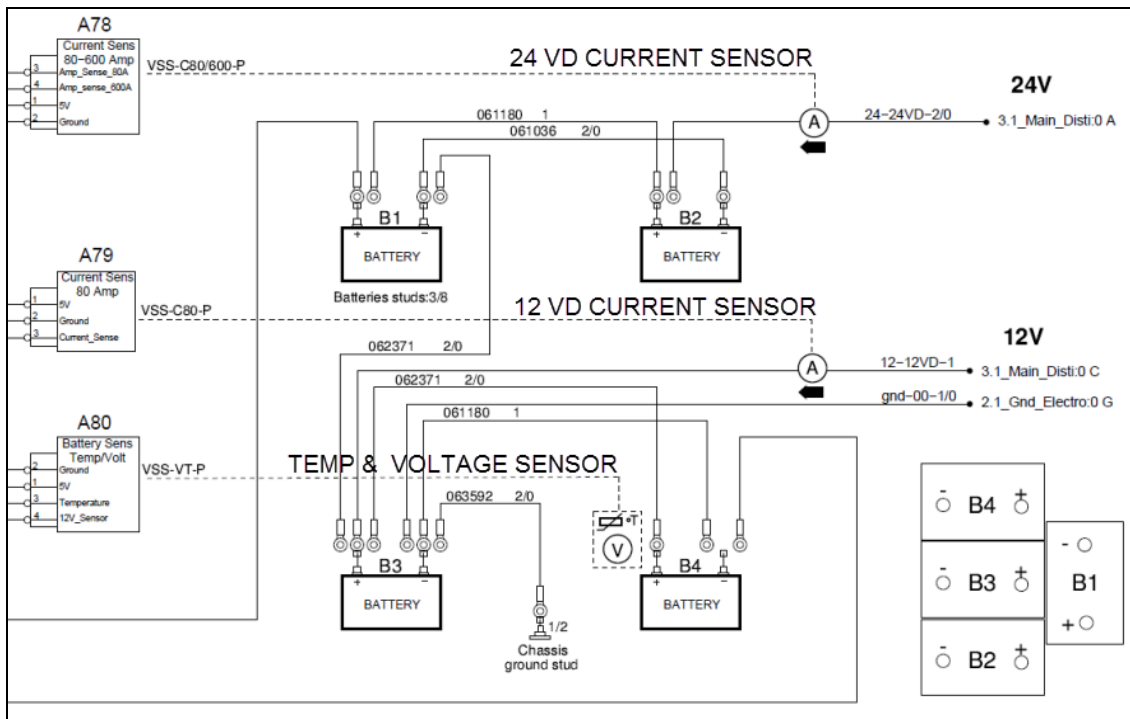 A78
Current Sens
80-600 Amp
3 Amp_Sense_80A
4 Amp_sense_600A
1 5V
2 Ground
VSS-C80/600-P
24 VD CURRENT SENSOR
24V
A
24-24VD-2/0
3.1_Main_Disti:0 A
061180 1
061036 2/0
B1
+ -
BATTERY
B2
+ -
BATTERY
Batteries studs:3/8
A79
Current Sens
80 Amp
1 5V
2 Ground
3 Current_Sense
VSS-C80-P
12 VD CURRENT SENSOR
12V
A
12-12VD-1
3.1_Main_Disti:0 C
gnd-00-1/0
2.1_Gnd_Electro:0 G
062371 2/0
062371 2/0
061180 1
A80
Battery Sens
Temp/Volt
2 Ground
1 5V
3 Temperature
4 12V_Sensor
VSS-VT-P
TEMP & VOLTAGE SENSOR
063592 2/0
°T
V
B3
+ -
BATTERY
B4
+ -
BATTERY
1/2
Chassis
ground stud
- B4 +
- B3 +
- B2 +
-
B1
+